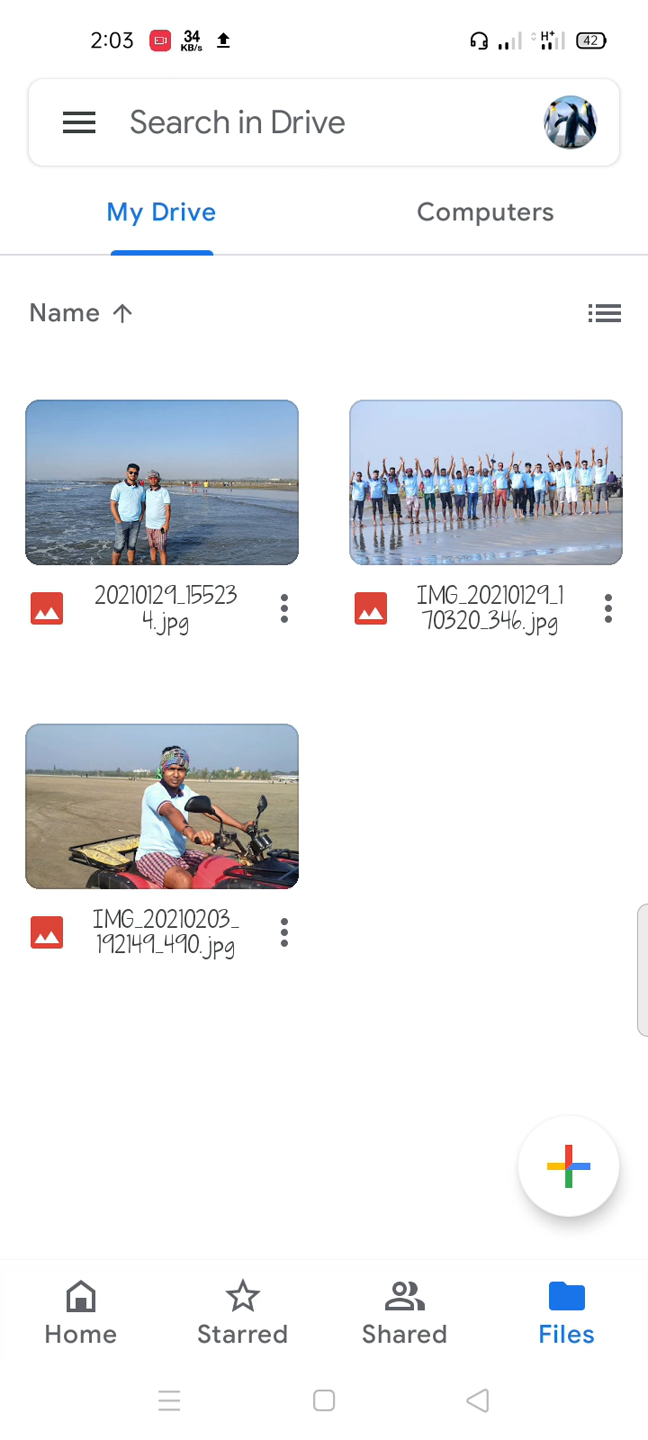 2:03 34 KB/s H+ 42
Search in Drive
My Drive Computers
Name
20210129_15523
4.jpg
IMG_20210129_1
70320_346.jpg
IMG_20210203_
192149_490.jpg
Home Starred Shared Files